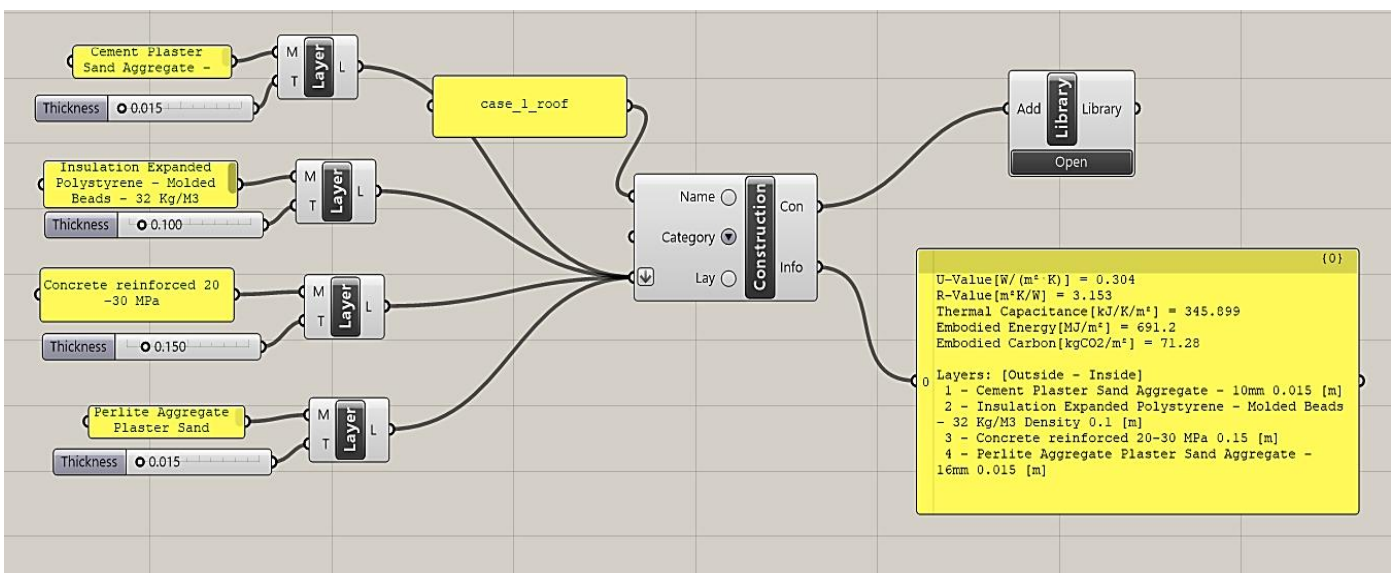 Cement Plaster
Sand Aggregate -
M
T
Layer
L
Thickness 0.015
case_1_roof
Add
Library
Library
Open
Insulation Expanded
Polystyrene - Molded
Beads - 32 Kg/M3
M
T
Layer
L
Thickness 0.100
Name
Category
Lay
Construction
Con
Info
Concrete reinforced 20
-30 MPa
M
T
Layer
L
Thickness 0.150
Perlite Aggregate
Plaster Sand
M
T
Layer
L
Thickness 0.015
{0}
0
U-Value[W/(m²·K)] = 0.304
R-Value[m²K/W] = 3.153
Thermal Capacitance[kJ/K/m²] = 345.899
Embodied Energy[MJ/m²] = 691.2
Embodied Carbon[kgCO2/m²] = 71.28
Layers: [Outside - Inside]
1 - Cement Plaster Sand Aggregate - 10mm 0.015 [m]
2 - Insulation Expanded Polystyrene - Molded Beads
- 32 Kg/M3 Density 0.1 [m]
3 - Concrete reinforced 20-30 MPa 0.15 [m]
4 - Perlite Aggregate Plaster Sand Aggregate -
16mm 0.015 [m]